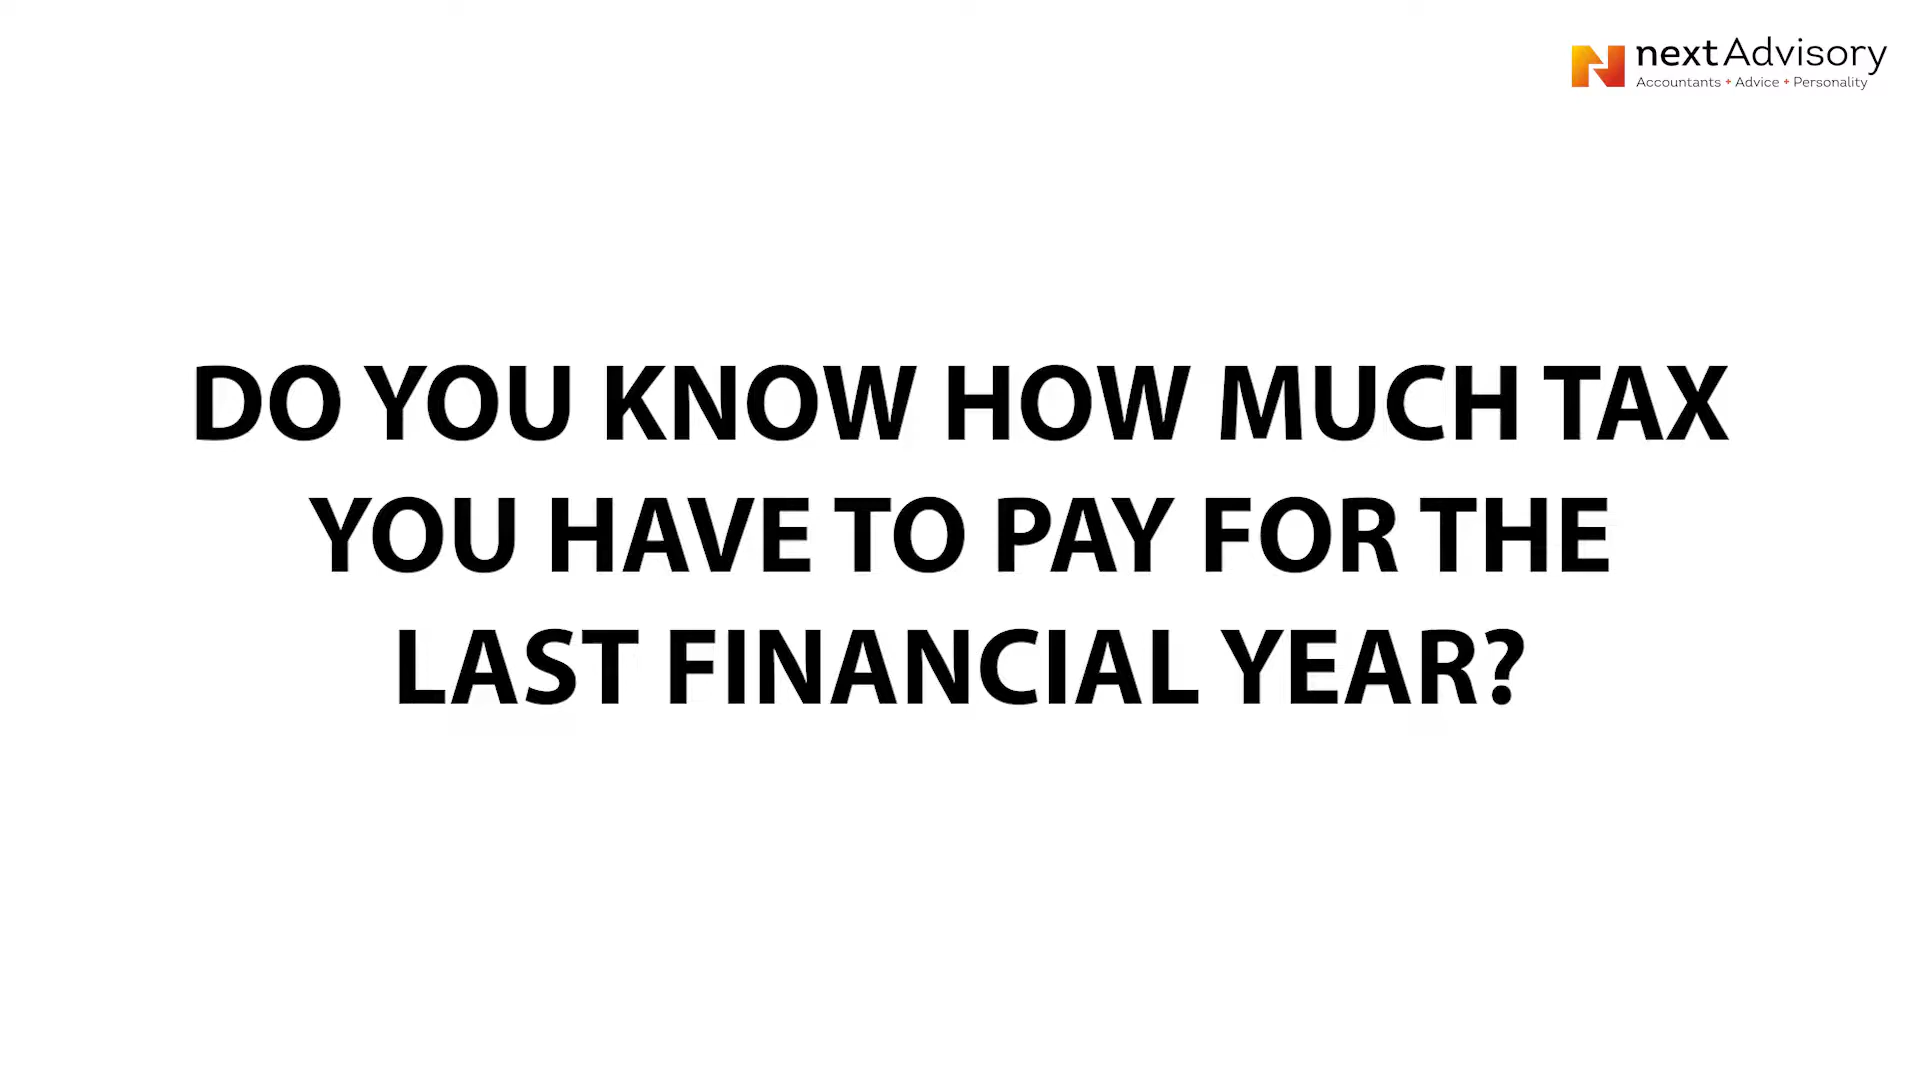 nextAdvisory
Accountants + Advice + Personality
DO YOU KNOW HOW MUCH TAX
YOU HAVE TO PAY FOR THE
LAST FINANCIAL YEAR?